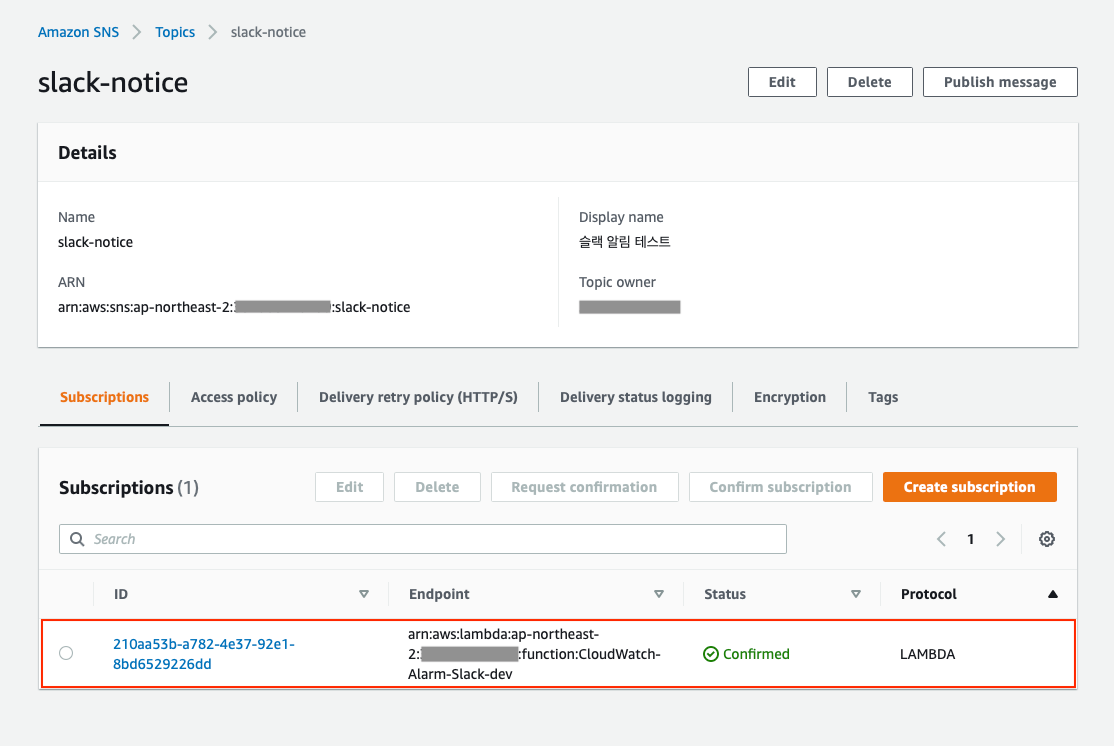 Amazon SNS > Topics > slack-notice
slack-notice
Edit
Delete
Publish message
Details
Name
slack-notice
Display name
슬랙 알림 테스트
ARN
arn:aws:sns:ap-northeast-2: :slack-notice
Topic owner
Subscriptions
Access policy
Delivery retry policy (HTTP/S)
Delivery status logging
Encryption
Tags
Subscriptions (1)
Edit
Delete
Request confirmation
Confirm subscription
Create subscription
Search
1
ID
Endpoint
Status
Protocol
210aa53b-a782-4e37-92e1-
8bd6529226dd
arn:aws:lambda:ap-northeast-
2: :function:CloudWatch-
Alarm-Slack-dev
Confirmed
LAMBDA